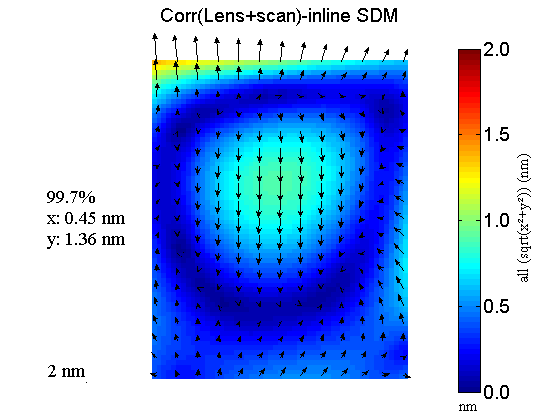 Corr(Lens+scan)-inline SDM
99.7%
x: 0.45 nm
y: 1.36 nm
2 nm
2.0
1.5
1.0
0.5
0.0
nm
all (sqrt(x²+y²)) (nm)